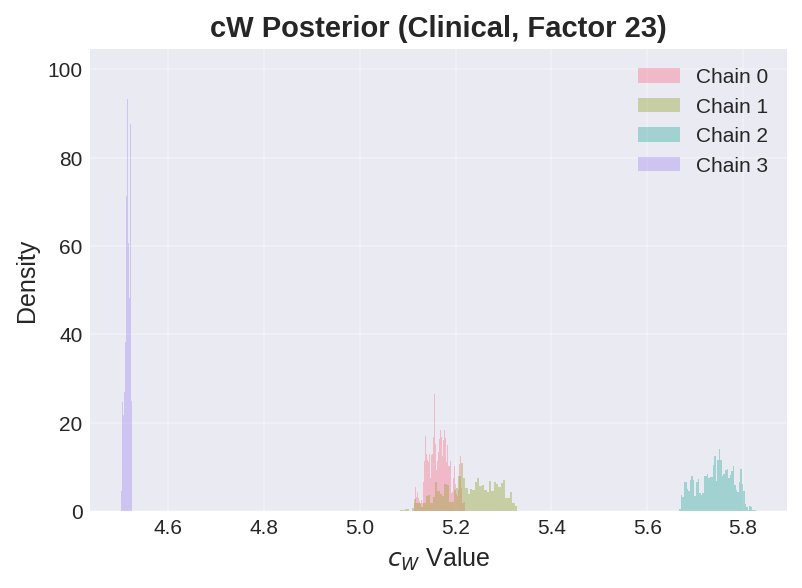 cW Posterior (Clinical, Factor 23)
100
80
60
40
20
0
Density
Chain 0
Chain 1
Chain 2
Chain 3
4.6 4.8 5.0 5.2 5.4 5.6 5.8
c_W Value